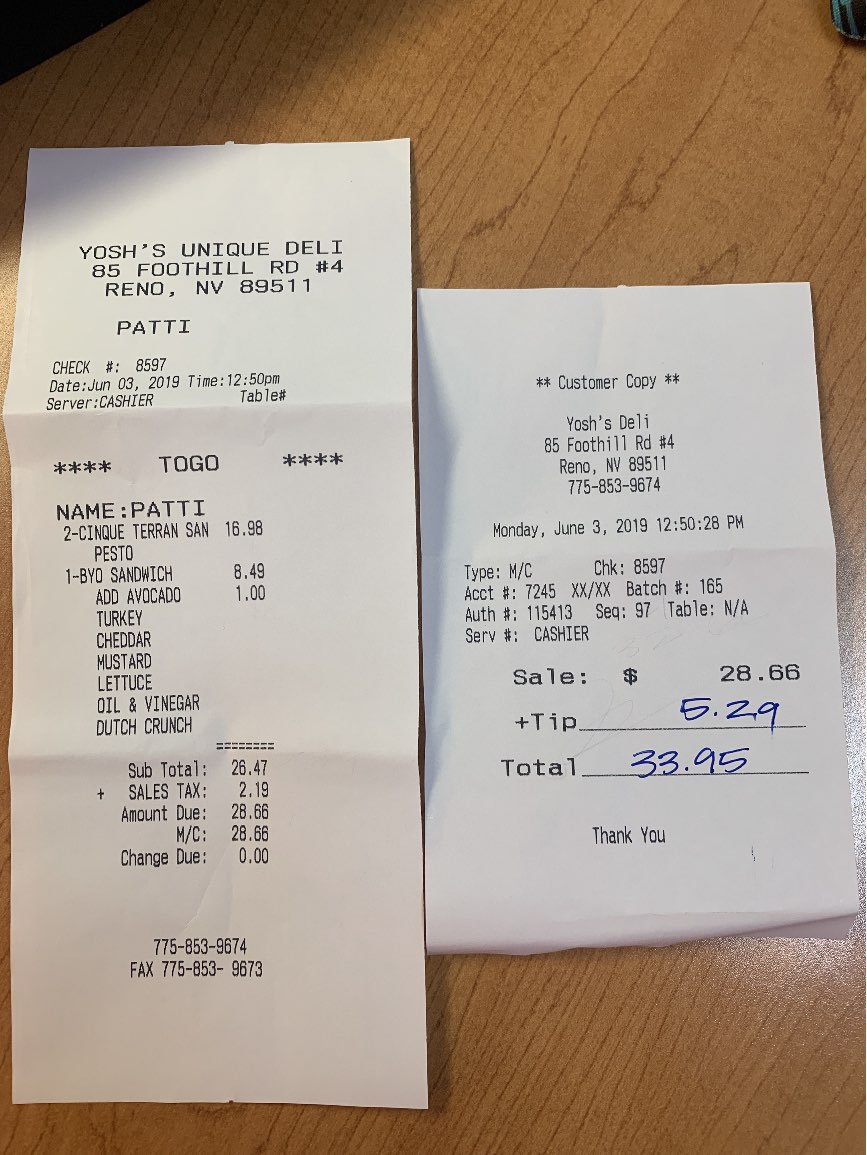 YOSH'S UNIQUE DELI
85 FOOTHILL RD #4
RENO, NV 89511
PATTI
CHECK #: 8597
Date:Jun 03, 2019 Time:12:50pm
Server:CASHIER Table#
**** TOGO ****
NAME:PATTI
2-CINQUE TERRAN SAN 16.98
PESTO
1-BYO SANDWICH 8.49
ADD AVOCADO 1.00
TURKEY
CHEDDAR
MUSTARD
LETTUCE
OIL & VINEGAR
DUTCH CRUNCH
========
Sub Total: 26.47
+ SALES TAX: 2.19
Amount Due: 28.66
M/C: 28.66
Change Due: 0.00
775-853-9674
FAX 775-853- 9673
** Customer Copy **
Yosh's Deli
85 Foothill Rd #4
Reno, NV 89511
775-853-9674
Monday, June 3, 2019 12:50:28 PM
Type: M/C Chk: 8597
Acct #: 7245 XX/XX Batch #: 165
Auth #: 115413 Seq: 97 Table: N/A
Serv #: CASHIER
Sale: $ 28.66
+Tip 5.29
Total 33.95
Thank You